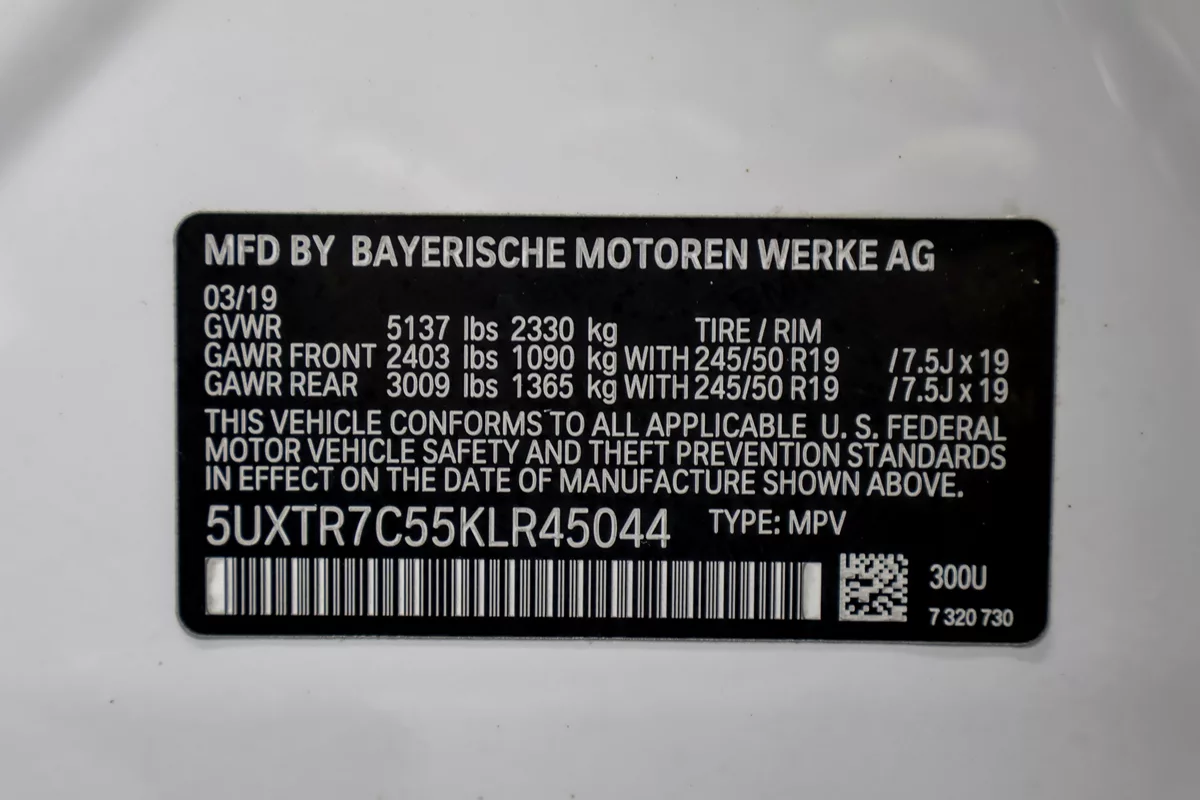 MFD BY BAYERISCHE MOTOREN WERKE AG
03/19
GVWR 5137 lbs 2330 kg TIRE / RIM
GAWR FRONT 2403 lbs 1090 kg WITH 245/50 R19 /7.5J x 19
GAWR REAR 3009 lbs 1365 kg WITH 245/50 R19 /7.5J x 19
THIS VEHICLE CONFORMS TO ALL APPLICABLE U. S. FEDERAL
MOTOR VEHICLE SAFETY AND THEFT PREVENTION STANDARDS
IN EFFECT ON THE DATE OF MANUFACTURE SHOWN ABOVE.
5UXTR7C55KLR45044 TYPE: MPV
300U
7 320 730